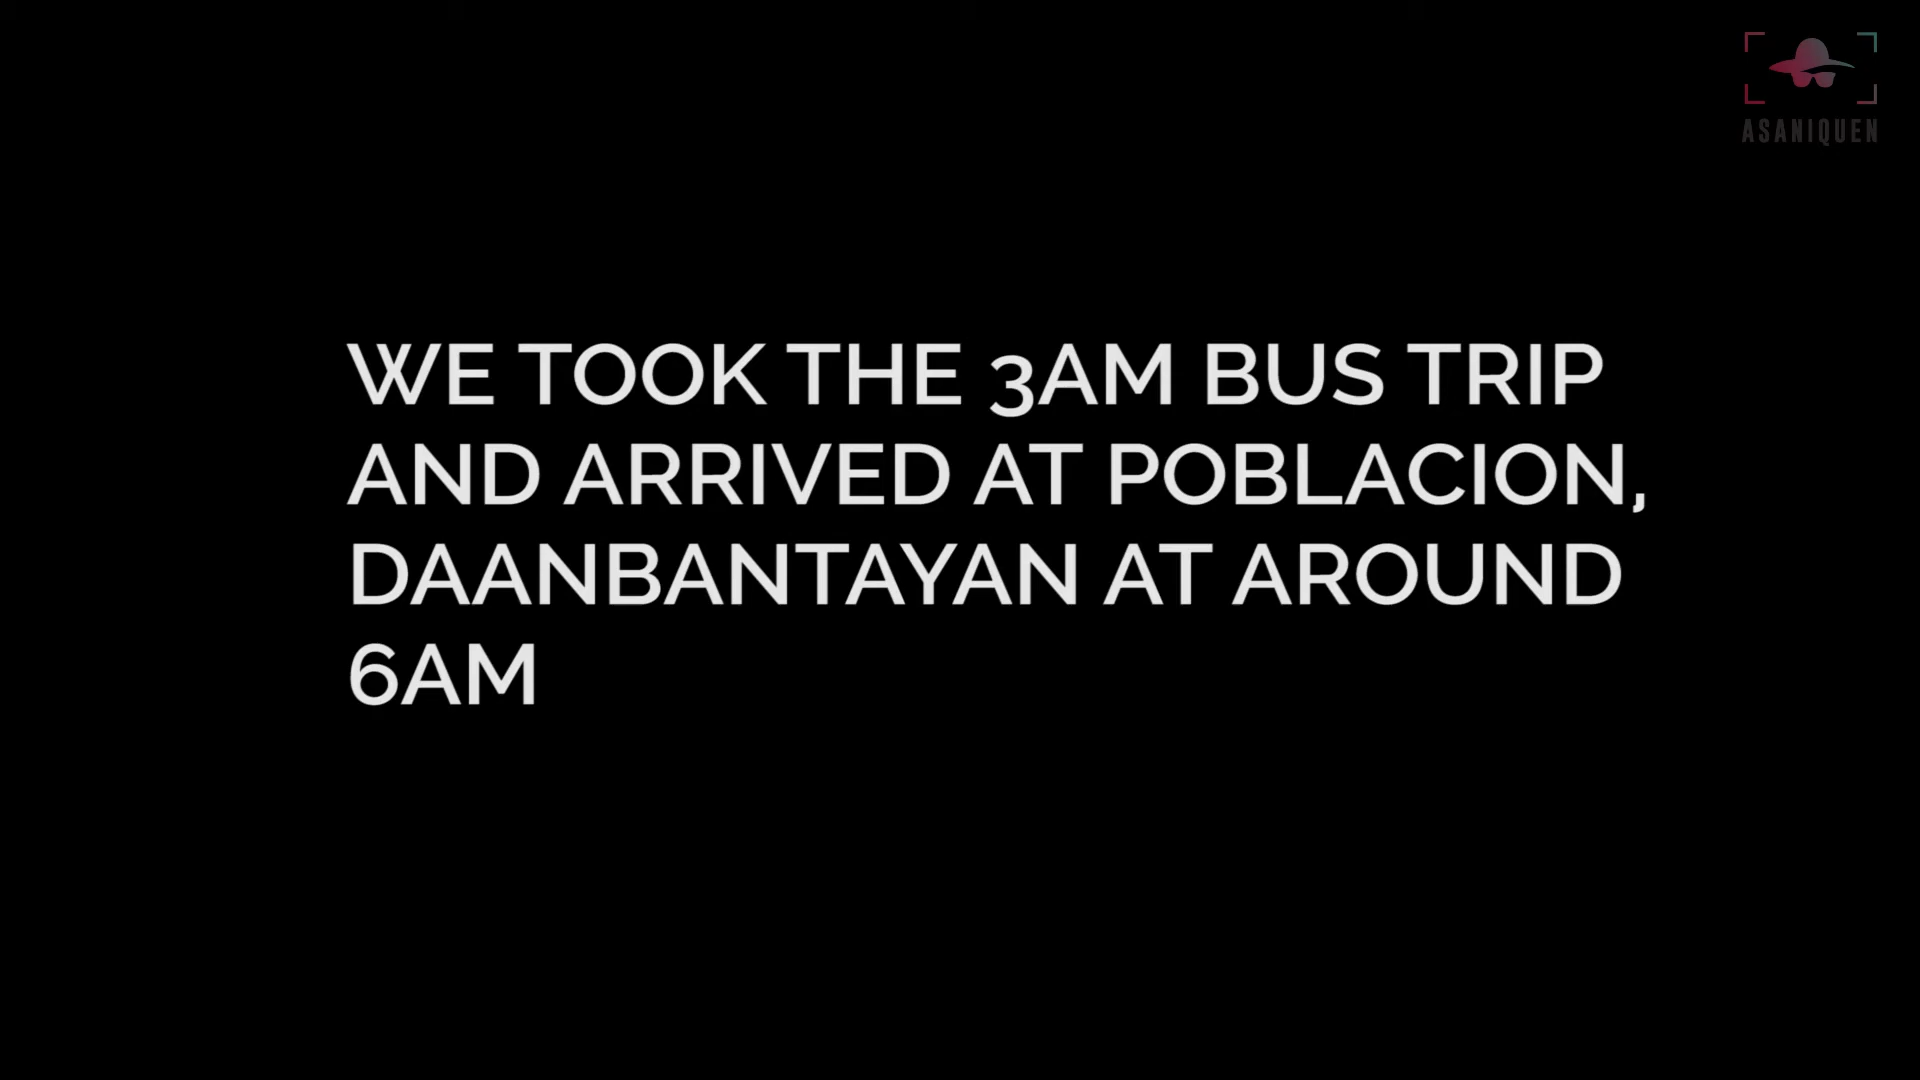 ASANIQUEN
WE TOOK THE 3AM BUS TRIP
AND ARRIVED AT POBLACION,
DAANBANTAYAN AT AROUND
6AM